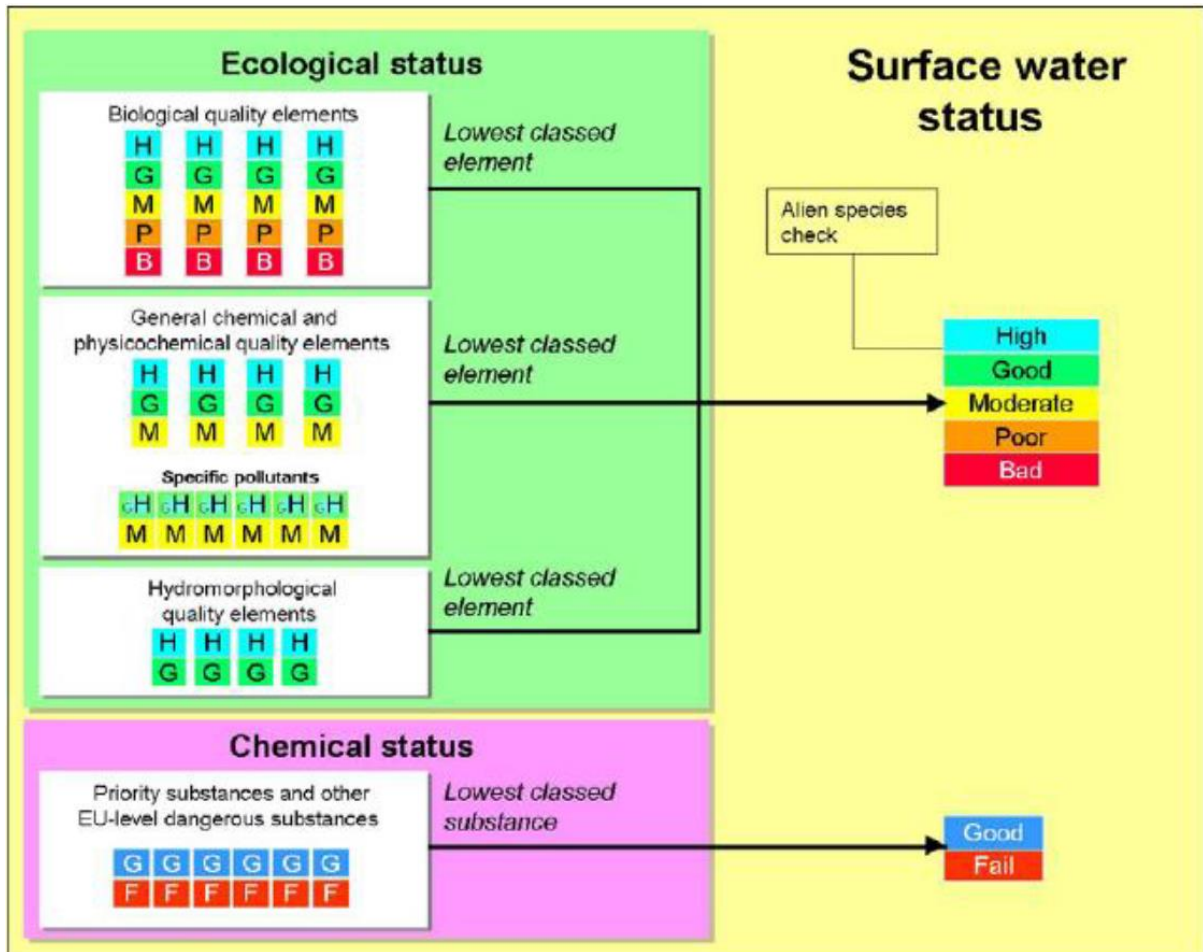 Ecological status
Biological quality elements
H H H H
G G G G
M M M M
P P P P
B B B B
Lowest classed
element
General chemical and
physicochemical quality elements
H H H H
G G G G
M M M M
Specific pollutants
GH GH GH GH GH GH
M M M M M M
Lowest classed
element
Hydromorphological
quality elements
H H H H
G G G G
Lowest classed
element
Surface water
status
Alien species
check
High
Good
Moderate
Poor
Bad
Chemical status
Priority substances and other
EU-level dangerous substances
G G G G G G
F F F F F F
Lowest classed
substance
Good
Fail